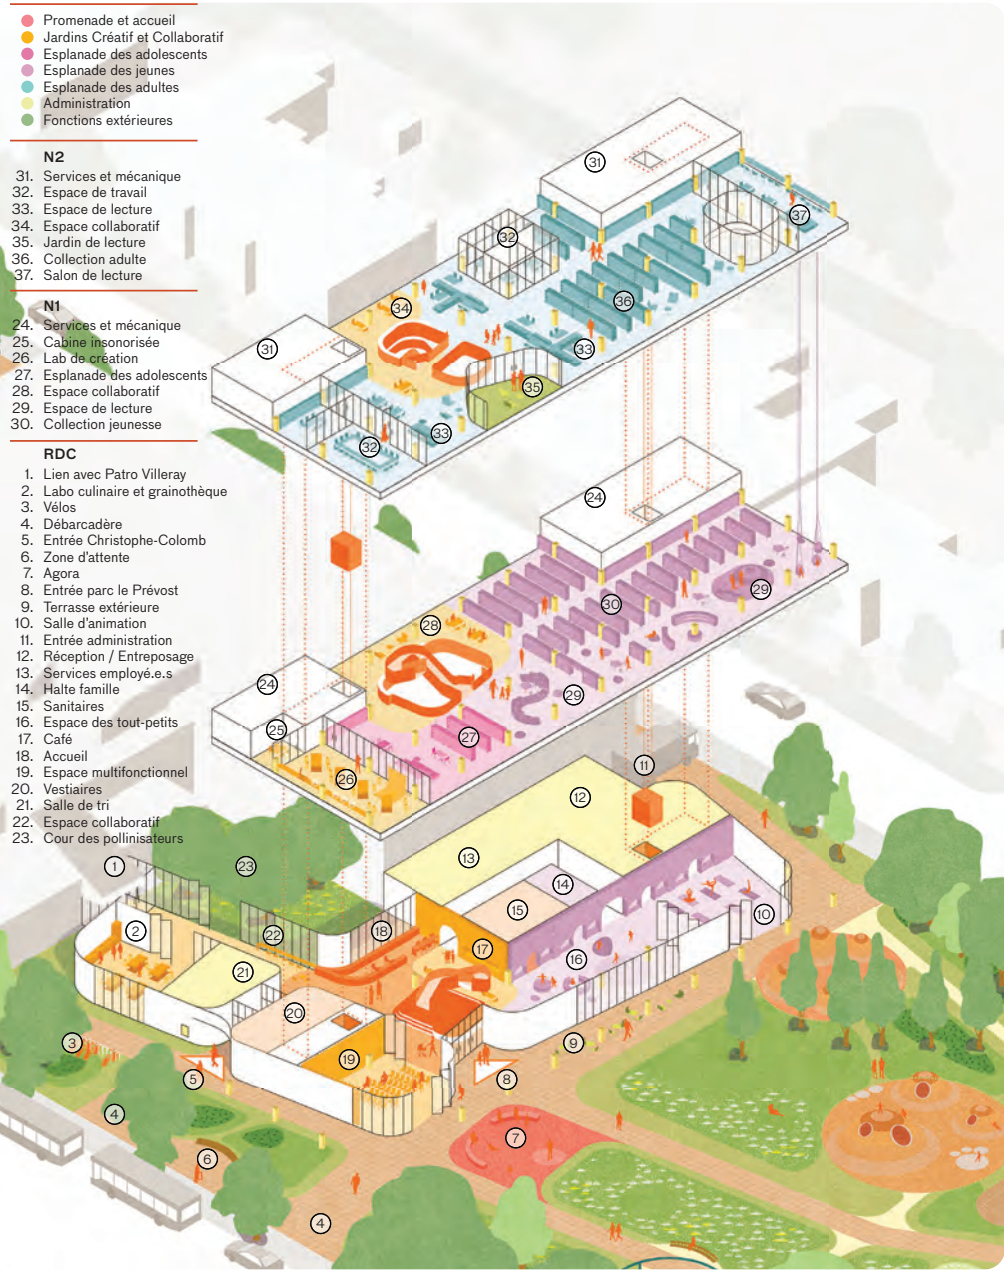 Promenade et accueil
Jardins Créatif et Collaboratif
Esplanade des adolescents
Esplanade des jeunes
Esplanade des adultes
Administration
Fonctions extérieures
N2
31. Services et mécanique
32. Espace de travail
33. Espace de lecture
34. Espace collaboratif
35. Jardin de lecture
36. Collection adulte
37. Salon de lecture
N1
24. Services et mécanique
25. Cabine insonorisée
26. Lab de création
27. Esplanade des adolescents
28. Espace collaboratif
29. Espace de lecture
30. Collection jeunesse
RDC
1. Lien avec Patro Villeray
2. Labo culinaire et grainothèque
3. Vélos
4. Débarcadère
5. Entrée Christophe-Colomb
6. Zone d'attente
7. Agora
8. Entrée parc le Prévost
9. Terrasse extérieure
10. Salle d'animation
11. Entrée administration
12. Réception / Entreposage
13. Services employé.e.s
14. Halte famille
15. Sanitaires
16. Espace des tout-petits
17. Café
18. Accueil
19. Espace multifonctionnel
20. Vestiaires
21. Salle de tri
22. Espace collaboratif
23. Cour des pollinisateurs
31
37
32
36
34
33
31
35
33
32
24
29
30
28
24
29
25
27
26
11
12
13
1
23
14
15
10
2
22
18
17
16
21
20
19
9
3
5
8
4
7
6
4